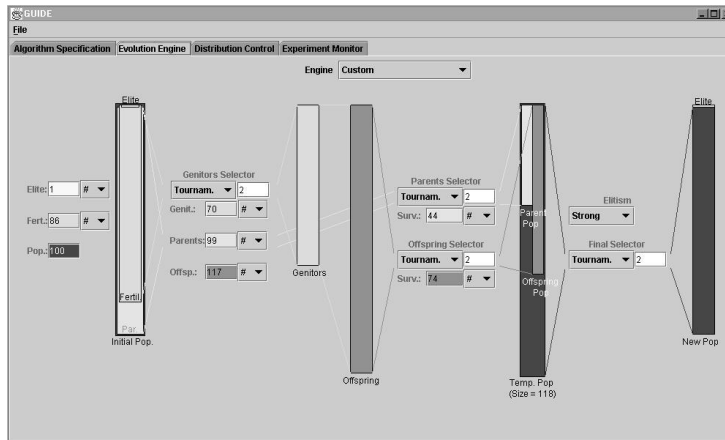 GUIDE
File
Algorithm Specification Evolution Engine Distribution Control Experiment Monitor
Engine Custom
Elite
Elite: 1 #
Fert.: 86 #
Pop.: 100
Fertil.
Par.
Initial Pop.
Genitors Selector
Tournam. 2
Genit.: 70 #
Parents: 99 #
Offsp.: 117 #
Genitors
Offspring
Parents Selector
Tournam. 2
Surv.: 44 #
Offspring Selector
Tournam. 2
Surv.: 74 #
Parent
Pop
Offspring
Pop
Temp. Pop
(Size = 118)
Elitism
Strong
Final Selector
Tournam. 2
Elite
New Pop